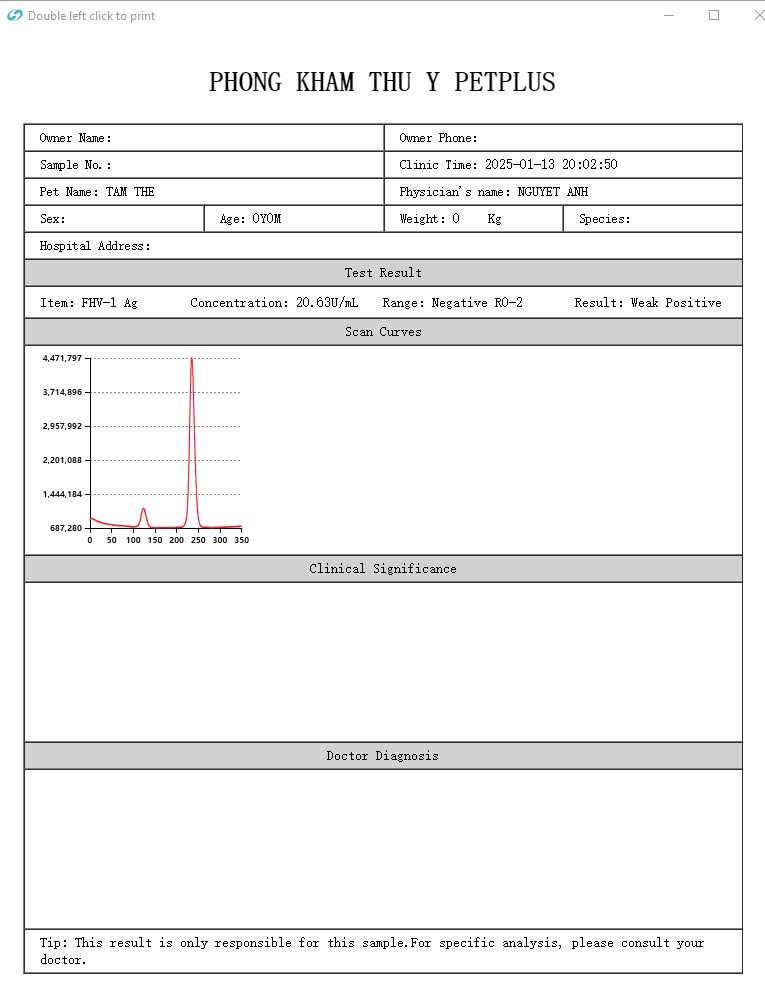 Double left click to print
PHONG KHAM THU Y PETPLUS
Owner Name:
Owner Phone:
Sample No.:
Clinic Time: 2025-01-13 20:02:50
Pet Name: TAM THE
Physician's name: NGUYET ANH
Sex:
Age: 0Y0M
Weight: 0 Kg
Species:
Hospital Address:
Test Result
Item: FHV-1 Ag
Concentration: 20.63U/mL
Range: Negative R0-2
Result: Weak Positive
Scan Curves
4,471,797
3,714,896
2,957,992
2,201,088
1,444,184
687,280
0 50 100 150 200 250 300 350
Clinical Significance
Doctor Diagnosis
Tip: This result is only responsible for this sample.For specific analysis, please consult your
doctor.